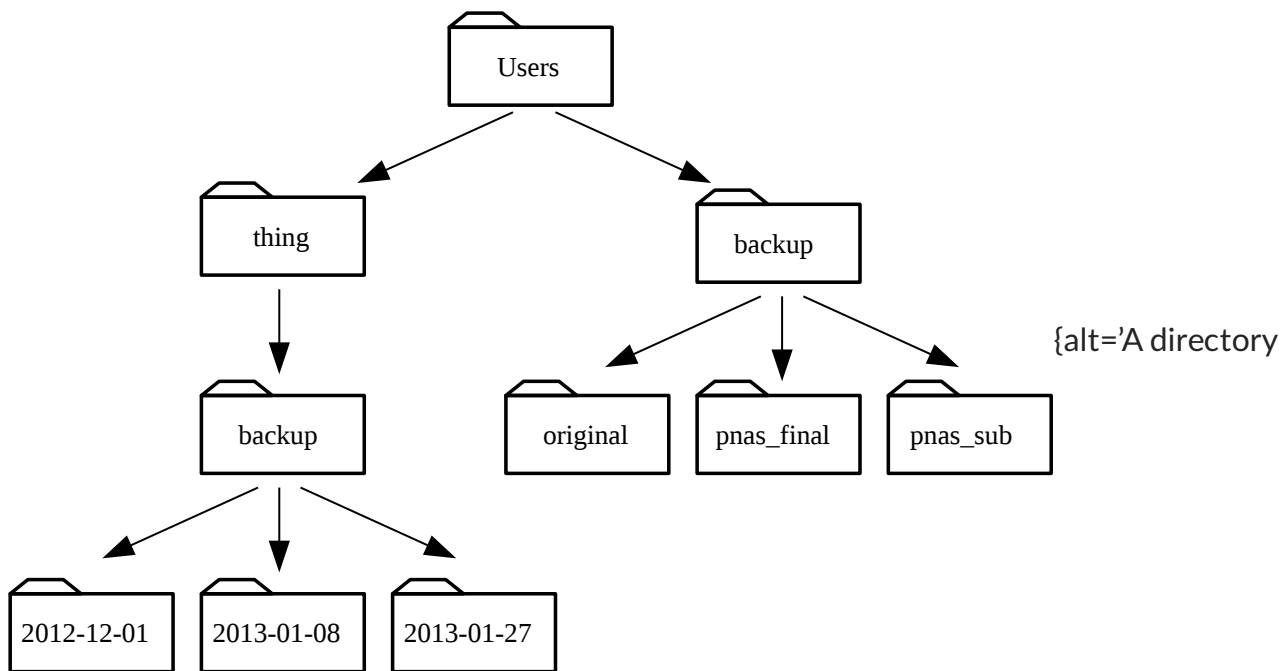 Users
thing
backup
{alt=’A directory
backup
original
pnas_final
pnas_sub
2012-12-01
2013-01-08
2013-01-27